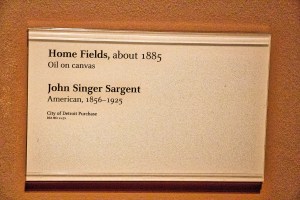 Home Fields, about 1885
Oil on canvas
John Singer Sargent
American, 1856–1925
City of Detroit Purchase